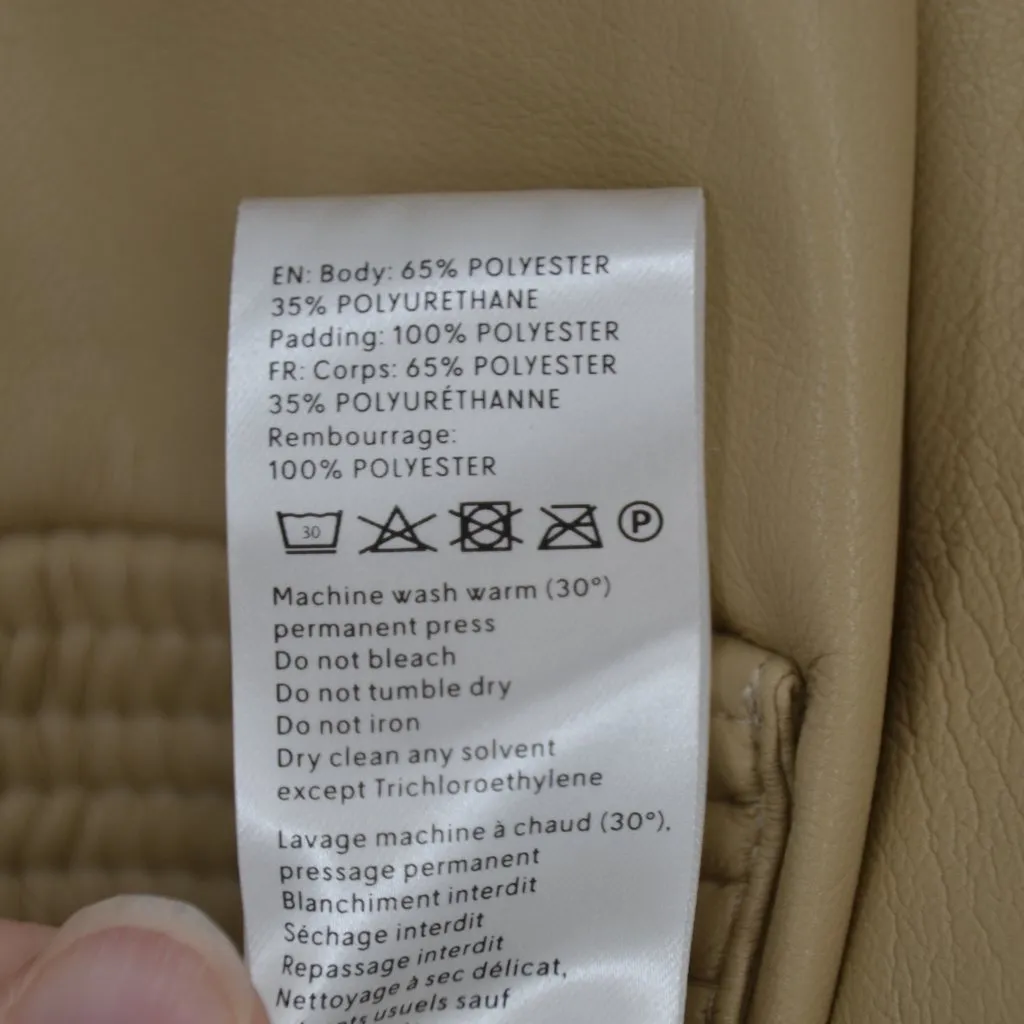 EN: Body: 65% POLYESTER
35% POLYURETHANE
Padding: 100% POLYESTER
FR: Corps: 65% POLYESTER
35% POLYURÉTHANNE
Rembourrage:
100% POLYESTER
30 P
Machine wash warm (30°)
permanent press
Do not bleach
Do not tumble dry
Do not iron
Dry clean any solvent
except Trichloroethylene
Lavage machine à chaud (30°),
pressage permanent
Blanchiment interdit
Séchage interdit
Repassage interdit
Nettoyage à sec délicat,
usuels sauf